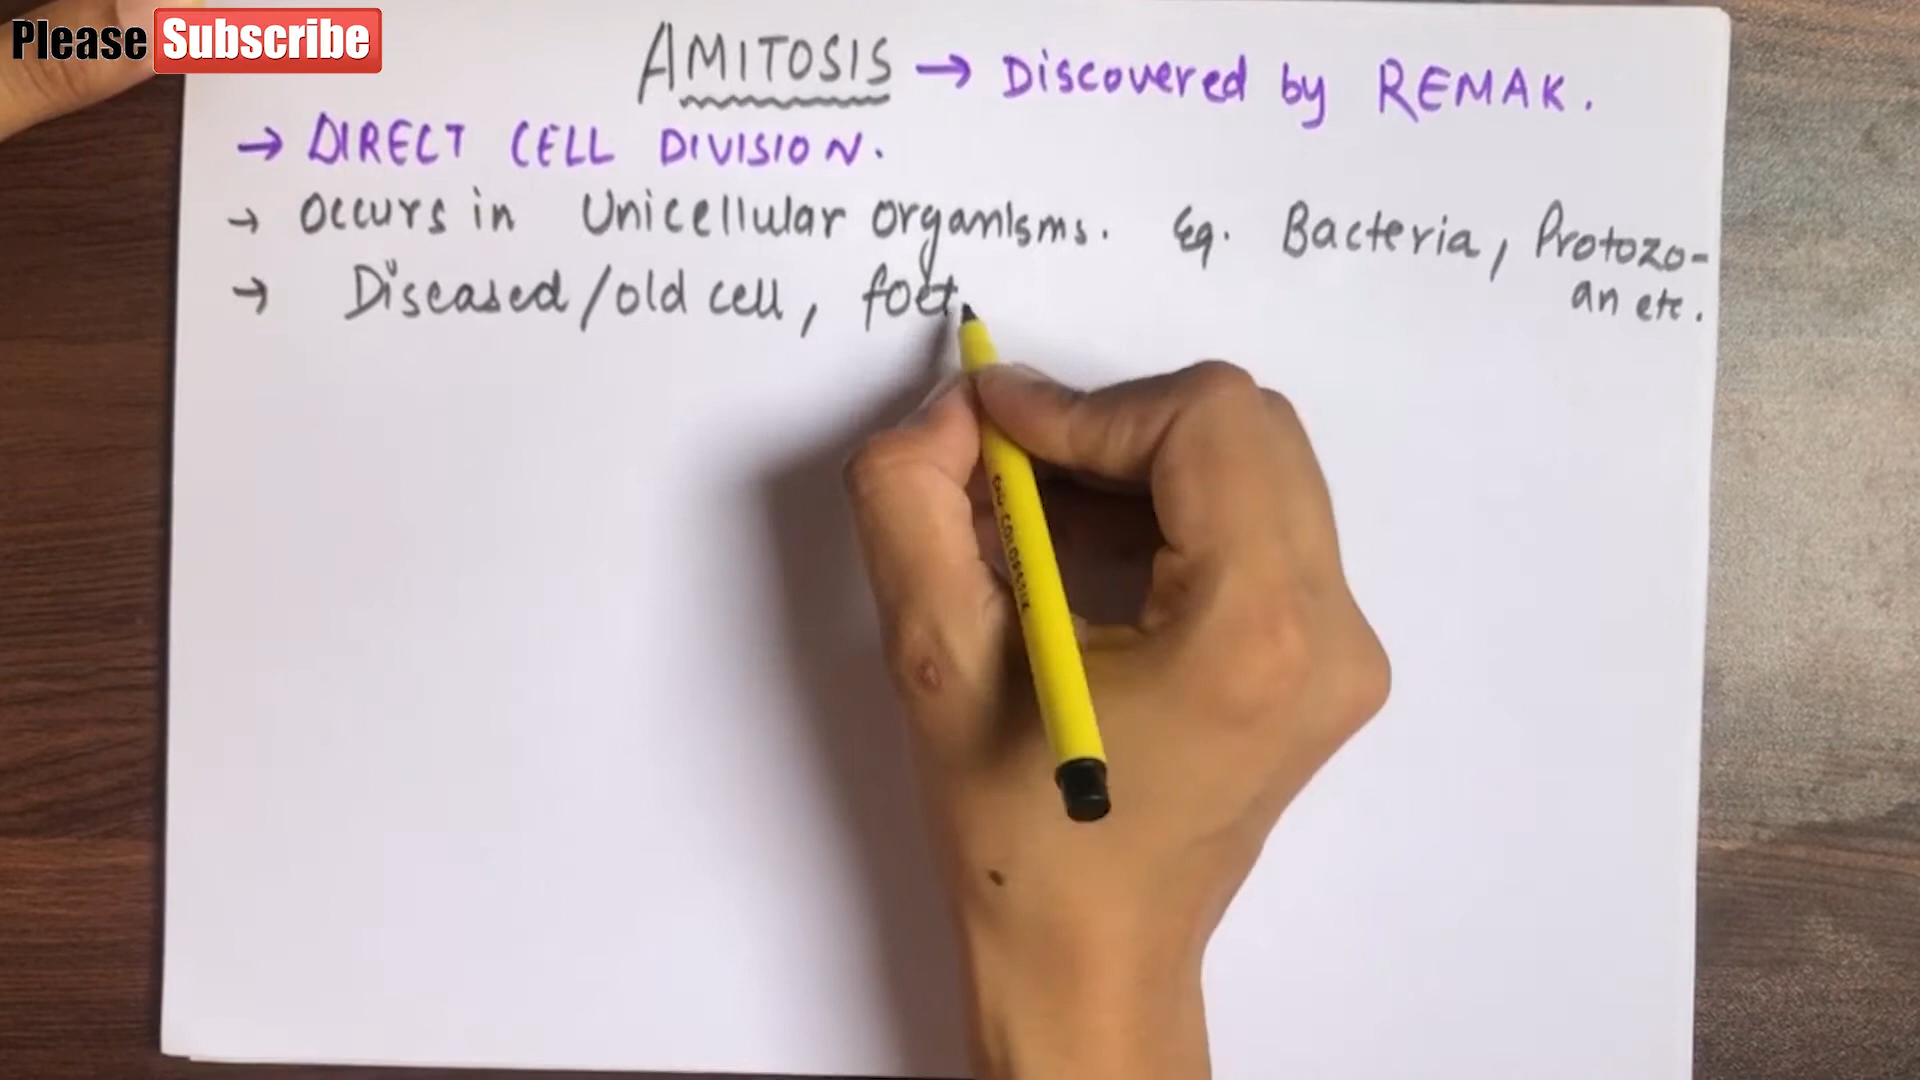 Please Subscribe
AMITOSIS → Discovered by REMAK.
→ DIRECT CELL DIVISION.
→ Occurs in Unicellular organisms. Eg. Bacteria, Protozo-
an etc.
→ Diseased/old cell, foet